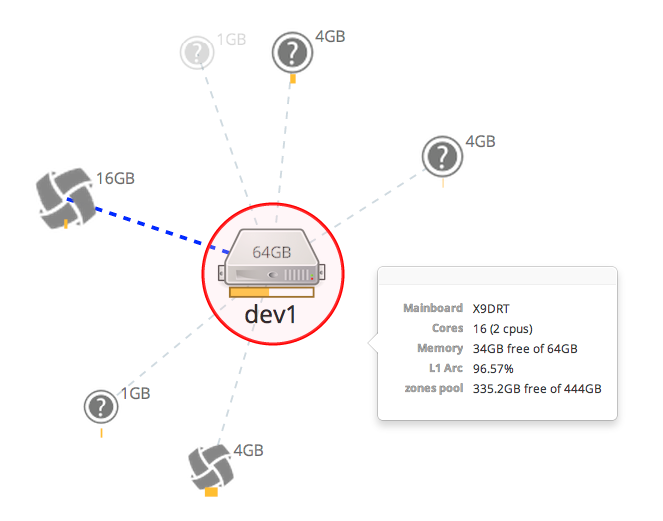 1GB
4GB
4GB
16GB
64GB
dev1
Mainboard X9DRT
Cores 16 (2 cpus)
Memory 34GB free of 64GB
L1 Arc 96.57%
zones pool 335.2GB free of 444GB
1GB
4GB